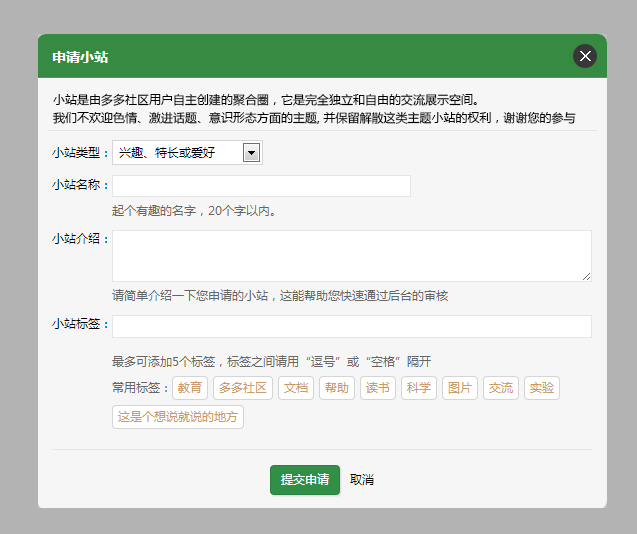 申请小站
小站是由多多社区用户自主创建的聚合圈，它是完全独立和自由的交流展示空间。
我们不欢迎色情、激进话题、意识形态方面的主题, 并保留解散这类主题小站的权利，谢谢您的参与
小站类型： 兴趣、特长或爱好
小站名称：
起个有趣的名字，20个字以内。
小站介绍：
请简单介绍一下您申请的小站，这能帮助您快速通过后台的审核
小站标签：
最多可添加5个标签，标签之间请用“逗号”或“空格”隔开
常用标签： 教育 多多社区 文档 帮助 读书 科学 图片 交流 实验
这是个想说就说的地方
提交申请 取消